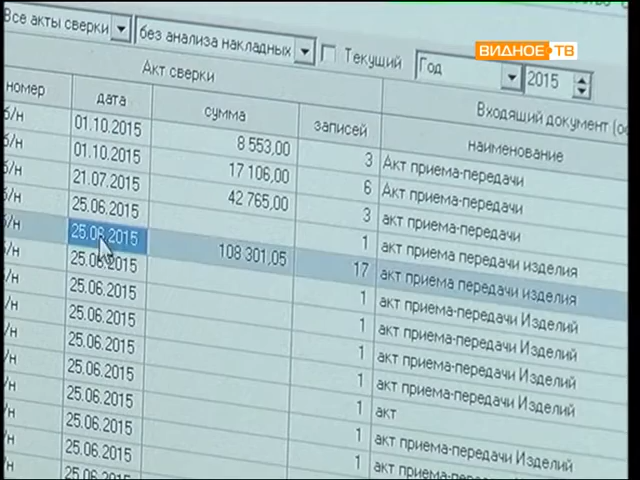 Все акты сверки без анализа накладных Текущий Год 2015
ВИДНОЕ ТВ
Акт сверки Входящий документ
номер дата сумма записей наименование
б/н 01.10.2015 8 553,00 3 Акт приема-передачи
б/н 01.10.2015 17 106,00 6 Акт приема-передачи
б/н 21.07.2015 42 765,00 3 акт приема-передачи
б/н 25.06.2015 1 акт приема передачи изделия
б/н 25.06.2015 108 301,05 17 акт приема передачи изделия
б/н 25.06.2015 1 акт приема-передачи Изделий
б/н 25.06.2015 1 акт приема-передачи Изделий
б/н 25.06.2015 1 акт приема-передачи Изделий
б/н 25.06.2015 1 акт приема-передачи Изделий
б/н 25.06.2015 1 акт
б/н 25.06.2015 1 акт приема-передачи Изделий
б/н 25.06.2015 1 акт приема-передачи Изделий
б/н 25.06.2015